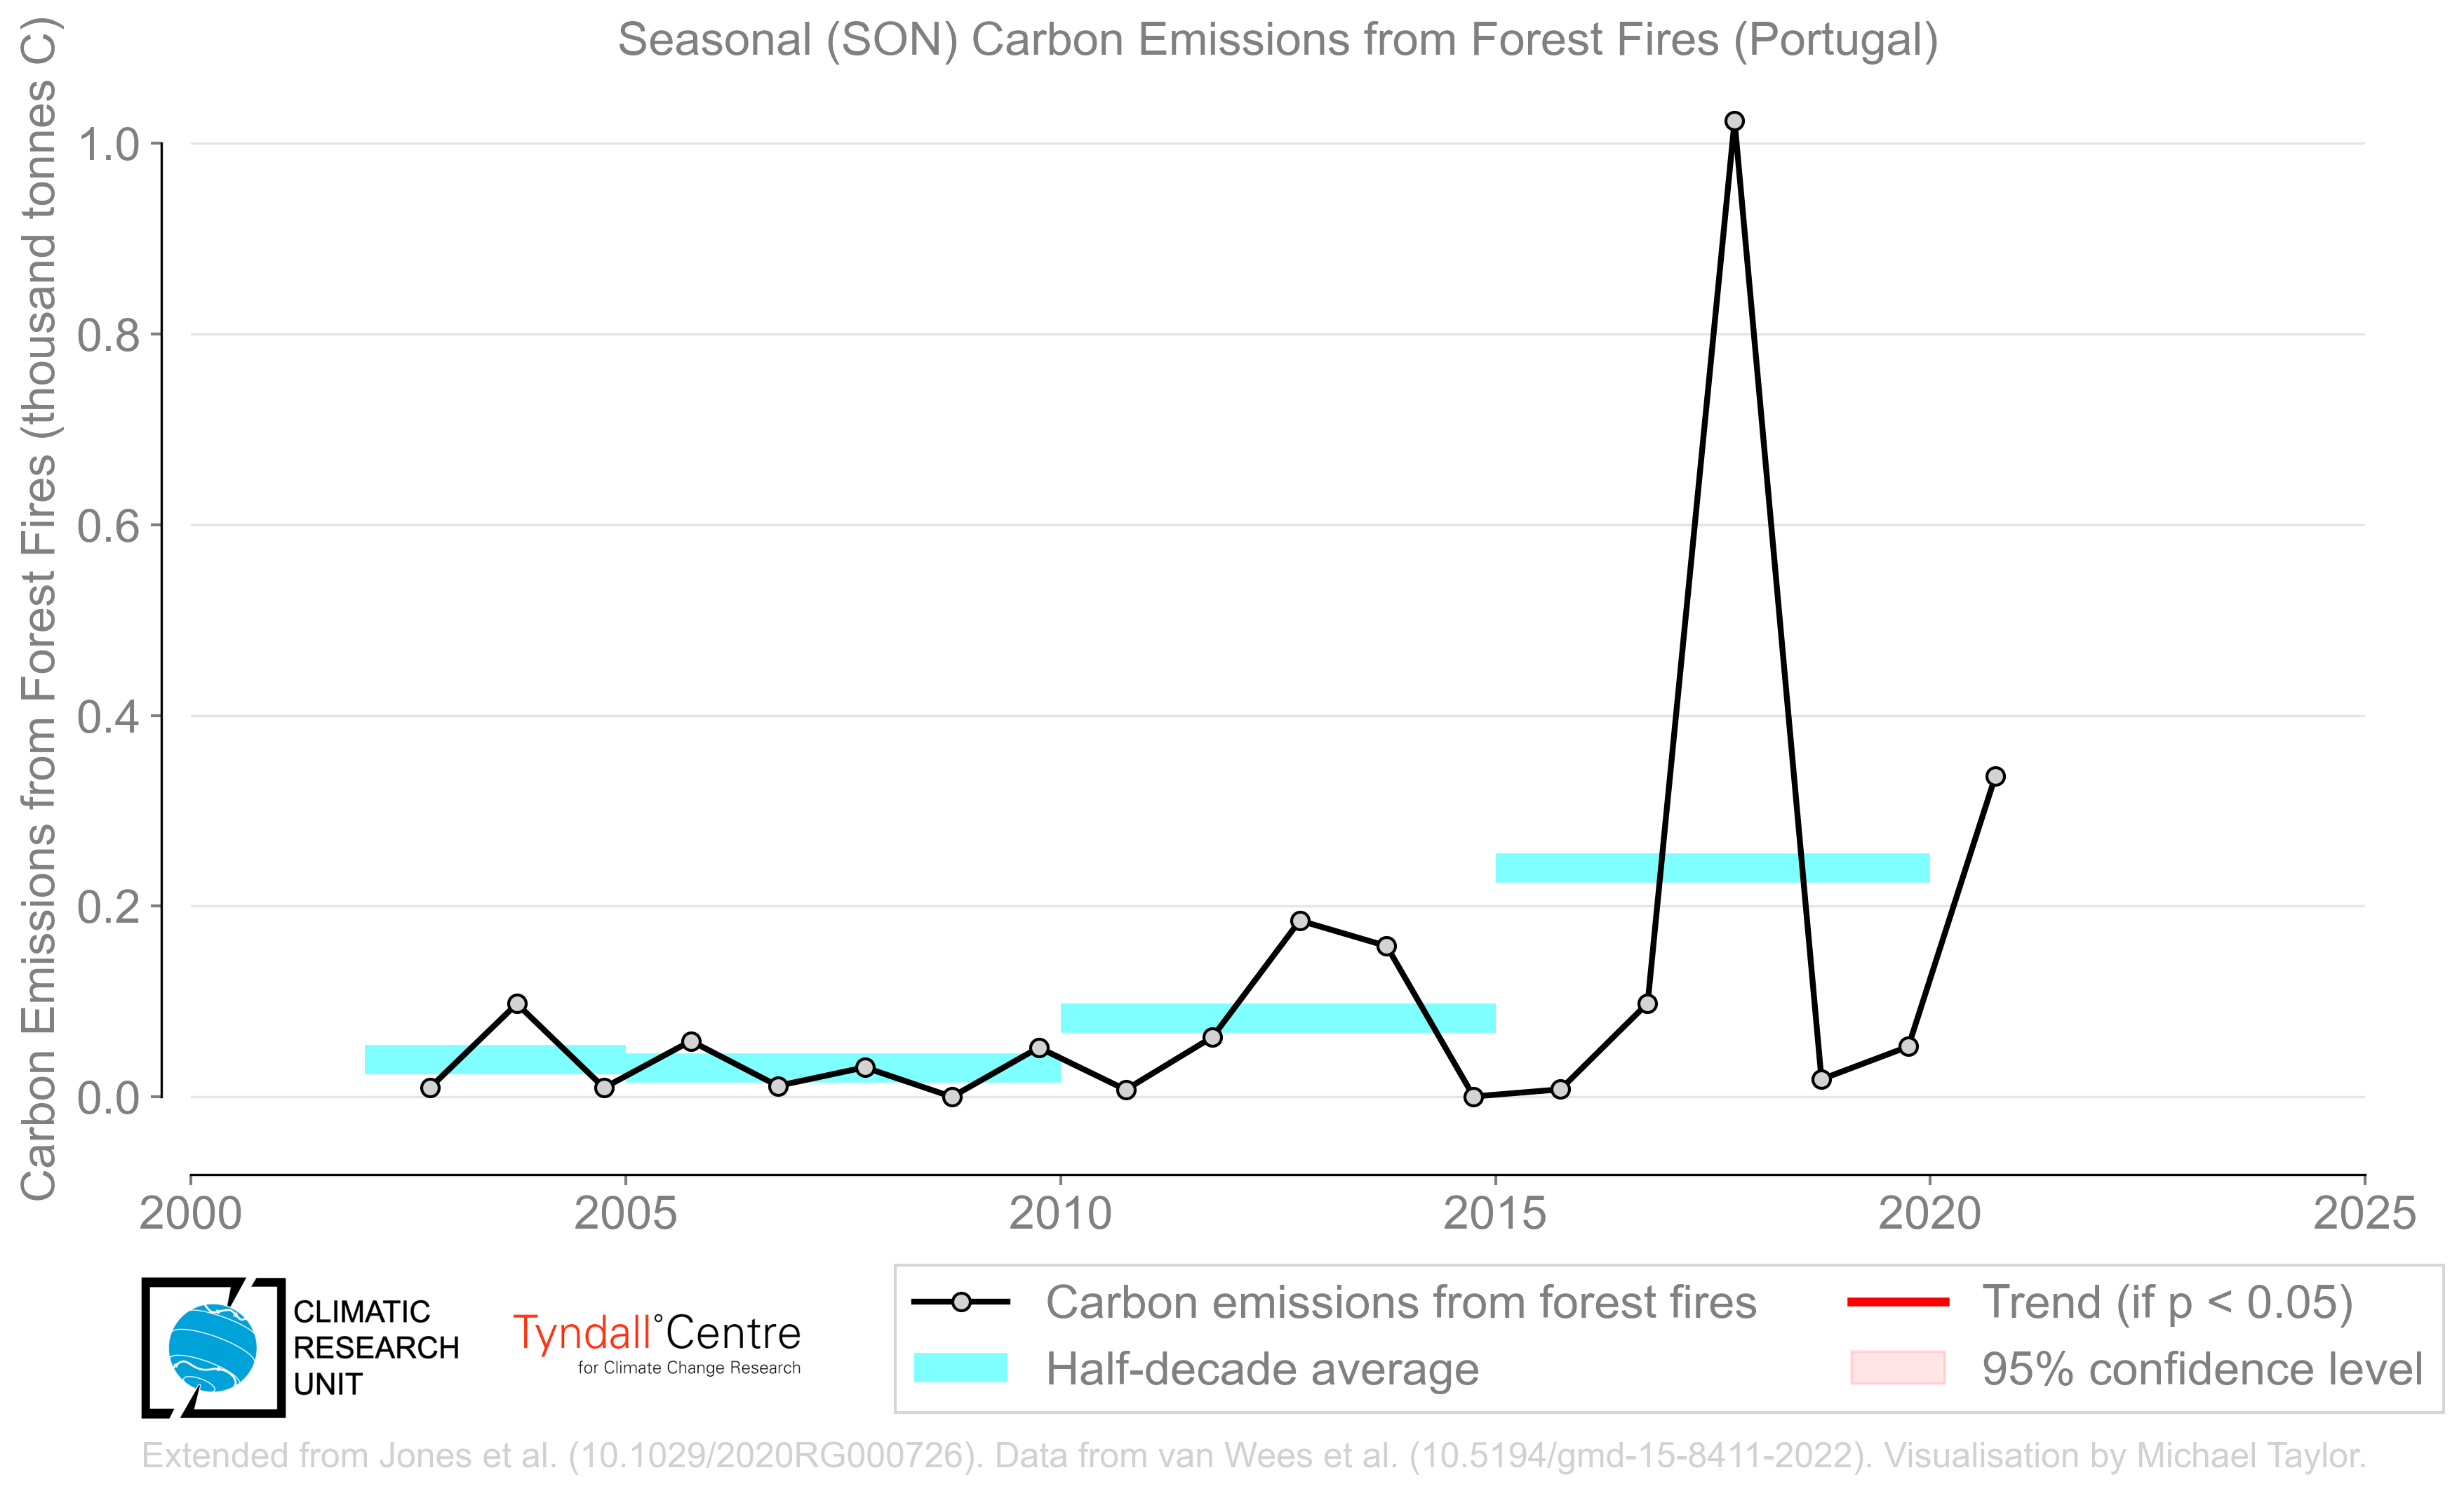 Seasonal (SON) Carbon Emissions from Forest Fires (Portugal)
Carbon Emissions from Forest Fires (thousand tonnes C)
1.0
0.8
0.6
0.4
0.2
0.0
2000 2005 2010 2015 2020 2025
CLIMATIC
RESEARCH
UNIT
Tyndall°Centre
for Climate Change Research
Carbon emissions from forest fires
Half-decade average
Trend (if p < 0.05)
95% confidence level
Extended from Jones et al. (10.1029/2020RG000726). Data from van Wees et al. (10.5194/gmd-15-8411-2022). Visualisation by Michael Taylor.